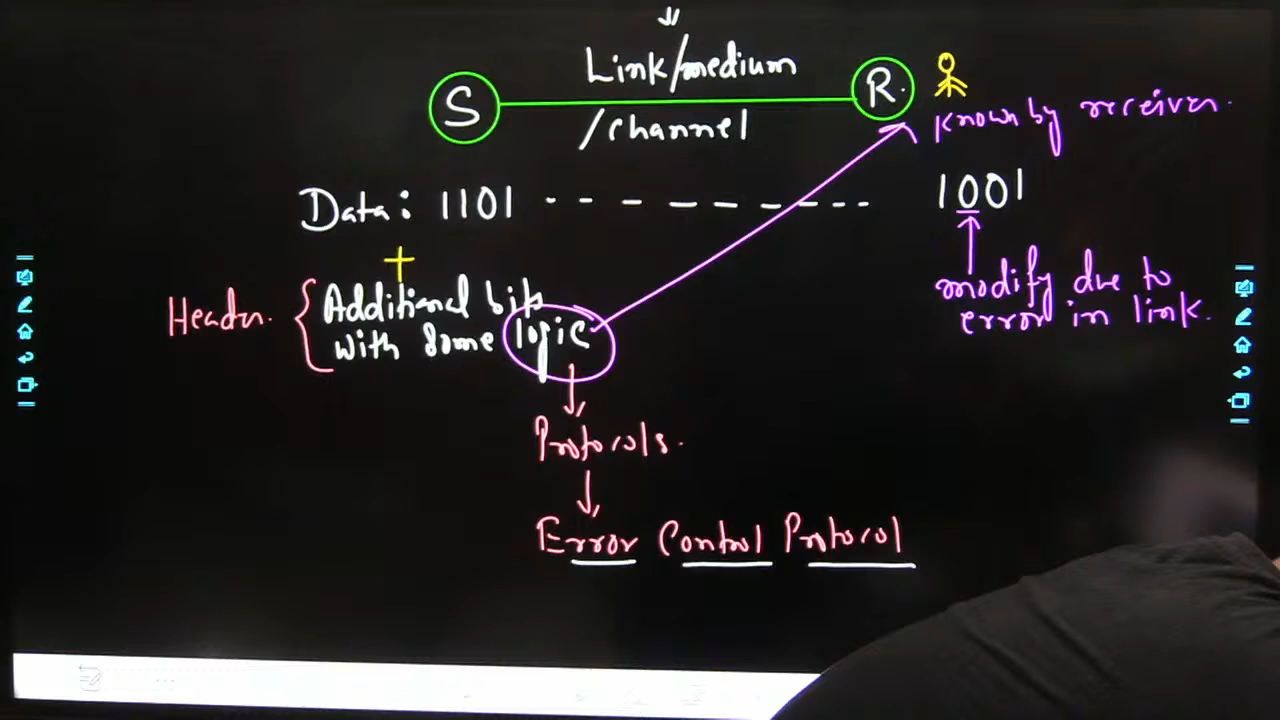 Link/medium
S
R.
/channel
known by receiver.
Data: 1101 - - - - - - - -
1001
+
Additional bits
with some logic
Header.
modify due to
error in link.
Protocols.
Error Control Protocol